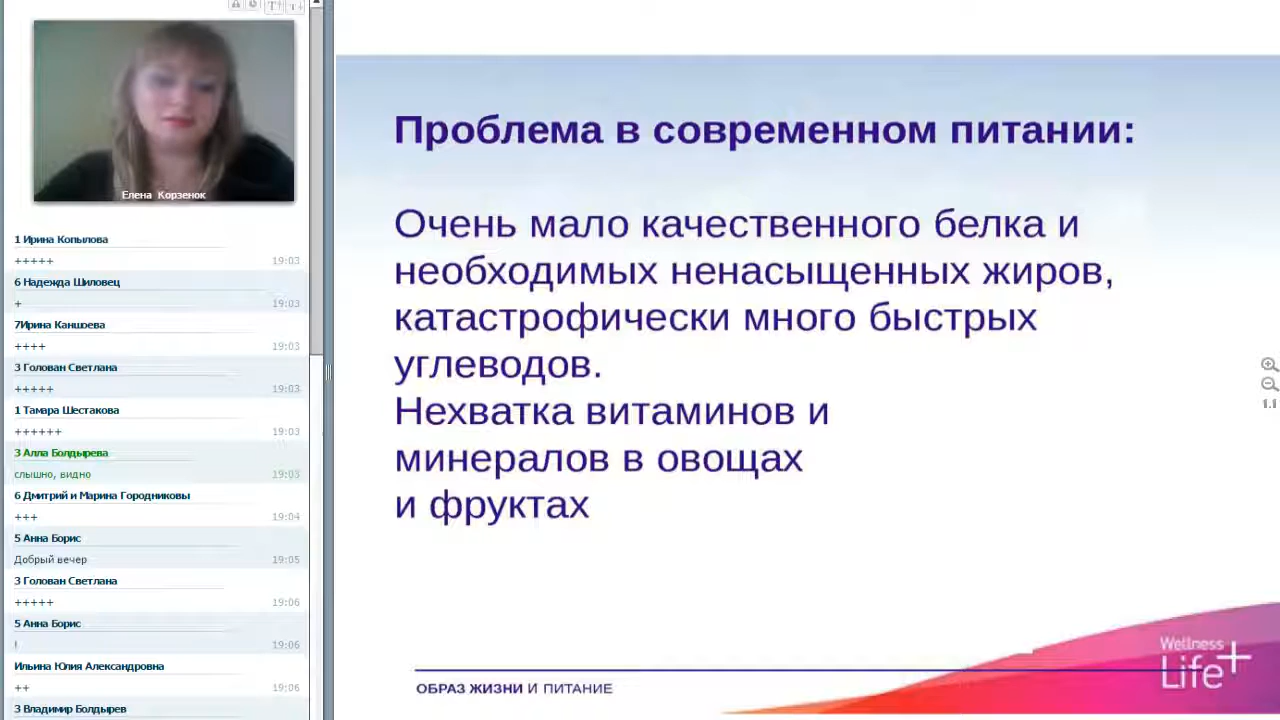 Елена Корзенок
1 Ирина Копылова
+++++ 19:03
6 Надежда Шиловец
+ 19:03
7Ирина Каншоева
++++ 19:03
3 Голован Светлана
+++++ 19:03
1 Тамара Шестакова
++++++ 19:03
3 Алла Болдырева
слышно, видно 19:03
6 Дмитрий и Марина Городниковы
+++ 19:04
5 Анна Борис
Добрый вечер 19:05
3 Голован Светлана
+++++ 19:06
5 Анна Борис
! 19:06
Ильина Юлия Александровна
++ 19:06
3 Владимир Болдырев
Проблема в современном питании:
Очень мало качественного белка и
необходимых ненасыщенных жиров,
катастрофически много быстрых
углеводов.
Нехватка витаминов и
минералов в овощах
и фруктах
ОБРАЗ ЖИЗНИ И ПИТАНИЕ
Wellness
Life+
1.1